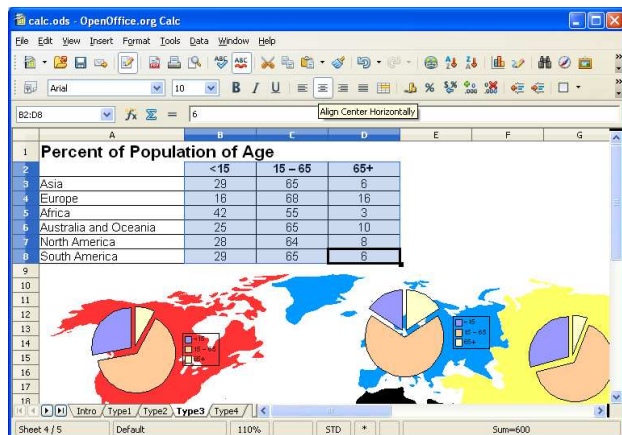 calc.ods - OpenOffice.org Calc
File Edit View Insert Format Tools Data Window Help
Arial 10 B I U
Align Center Horizontally
B2:D8 = 6
A B C D E F G
1 Percent of Population of Age
2 <15 15 – 65 65+
3 Asia 29 65 6
4 Europe 16 68 16
5 Africa 42 55 3
6 Australia and Oceania 25 65 10
7 North America 28 64 8
8 South America 29 65 6
9
10
11
12
13
14
15
16
17
18
<15
15 – 65
65+
<15
15 – 65
65+
Intro Type1 Type2 Type3 Type4
Sheet 4 / 5 Default 110% STD * Sum=600